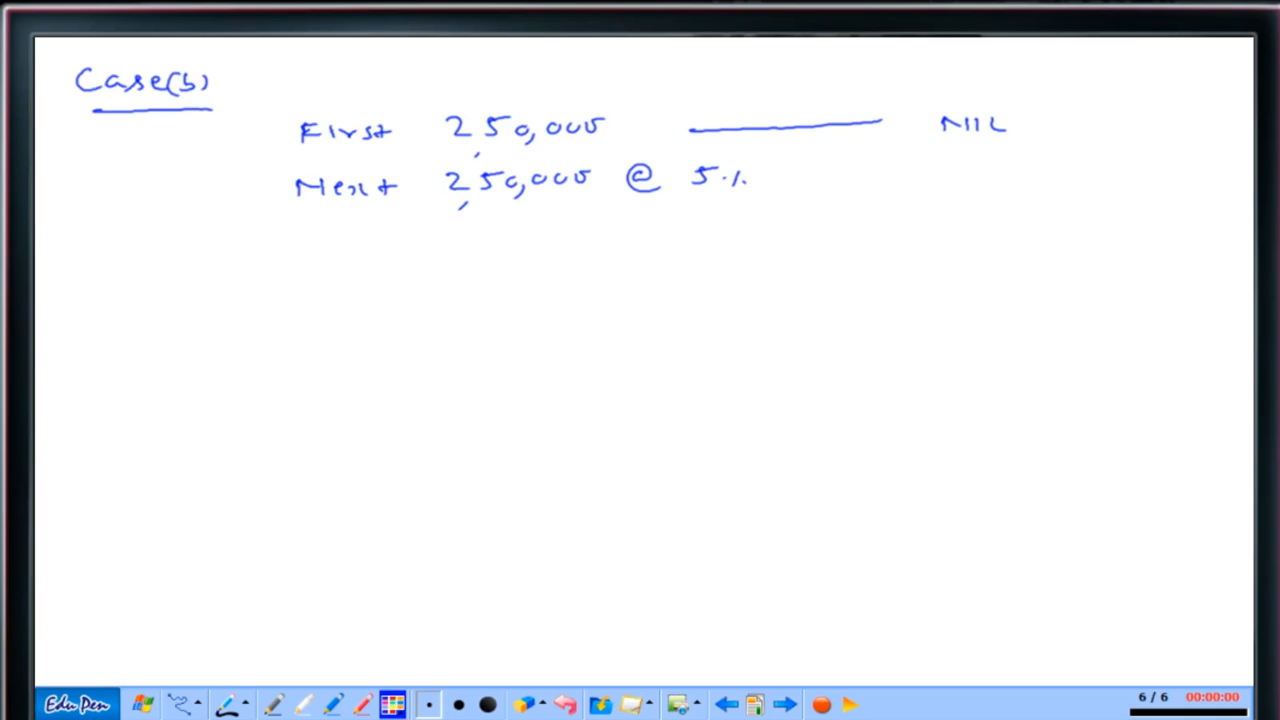 Case(b)
First 2,50,000 ——— NIL
Next 2,50,000 @ 5%
Edu Pen
6 / 6 00:00:00